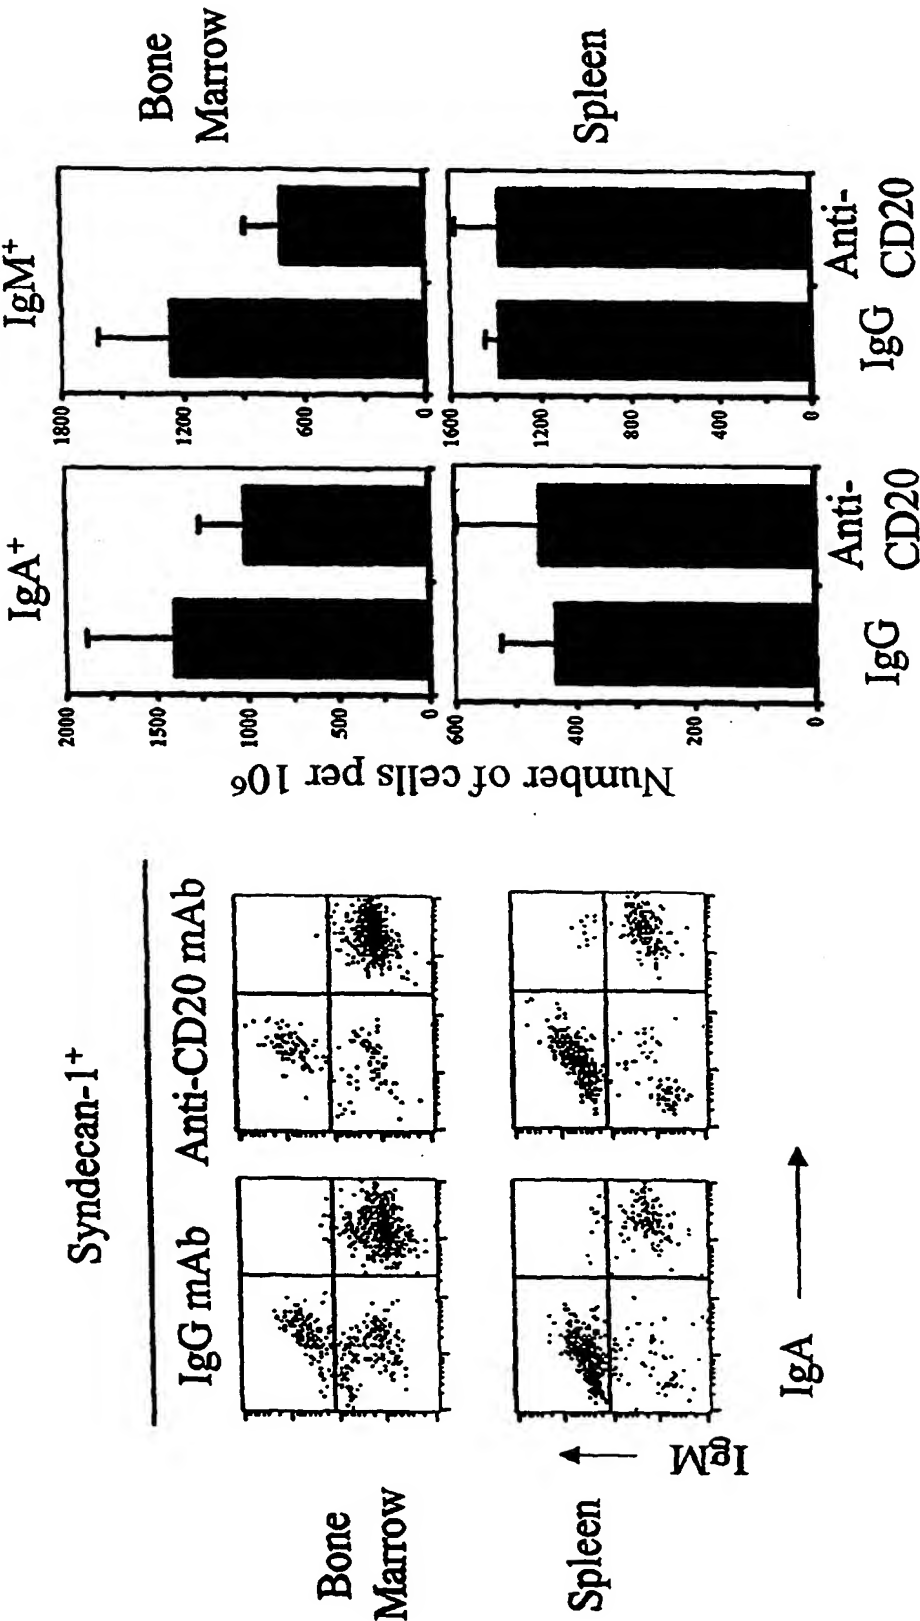 Syndecan-1+
IgG mAb Anti-CD20 mAb
Bone
Marrow
Spleen
IgM
IgA
IgA+ IgM+
Number of cells per 10⁶
2000
1500
1000
500
0
1800
1200
600
0
Bone
Marrow
600
400
200
0
1600
1200
800
400
0
Spleen
IgG Anti-
CD20
IgG Anti-
CD20